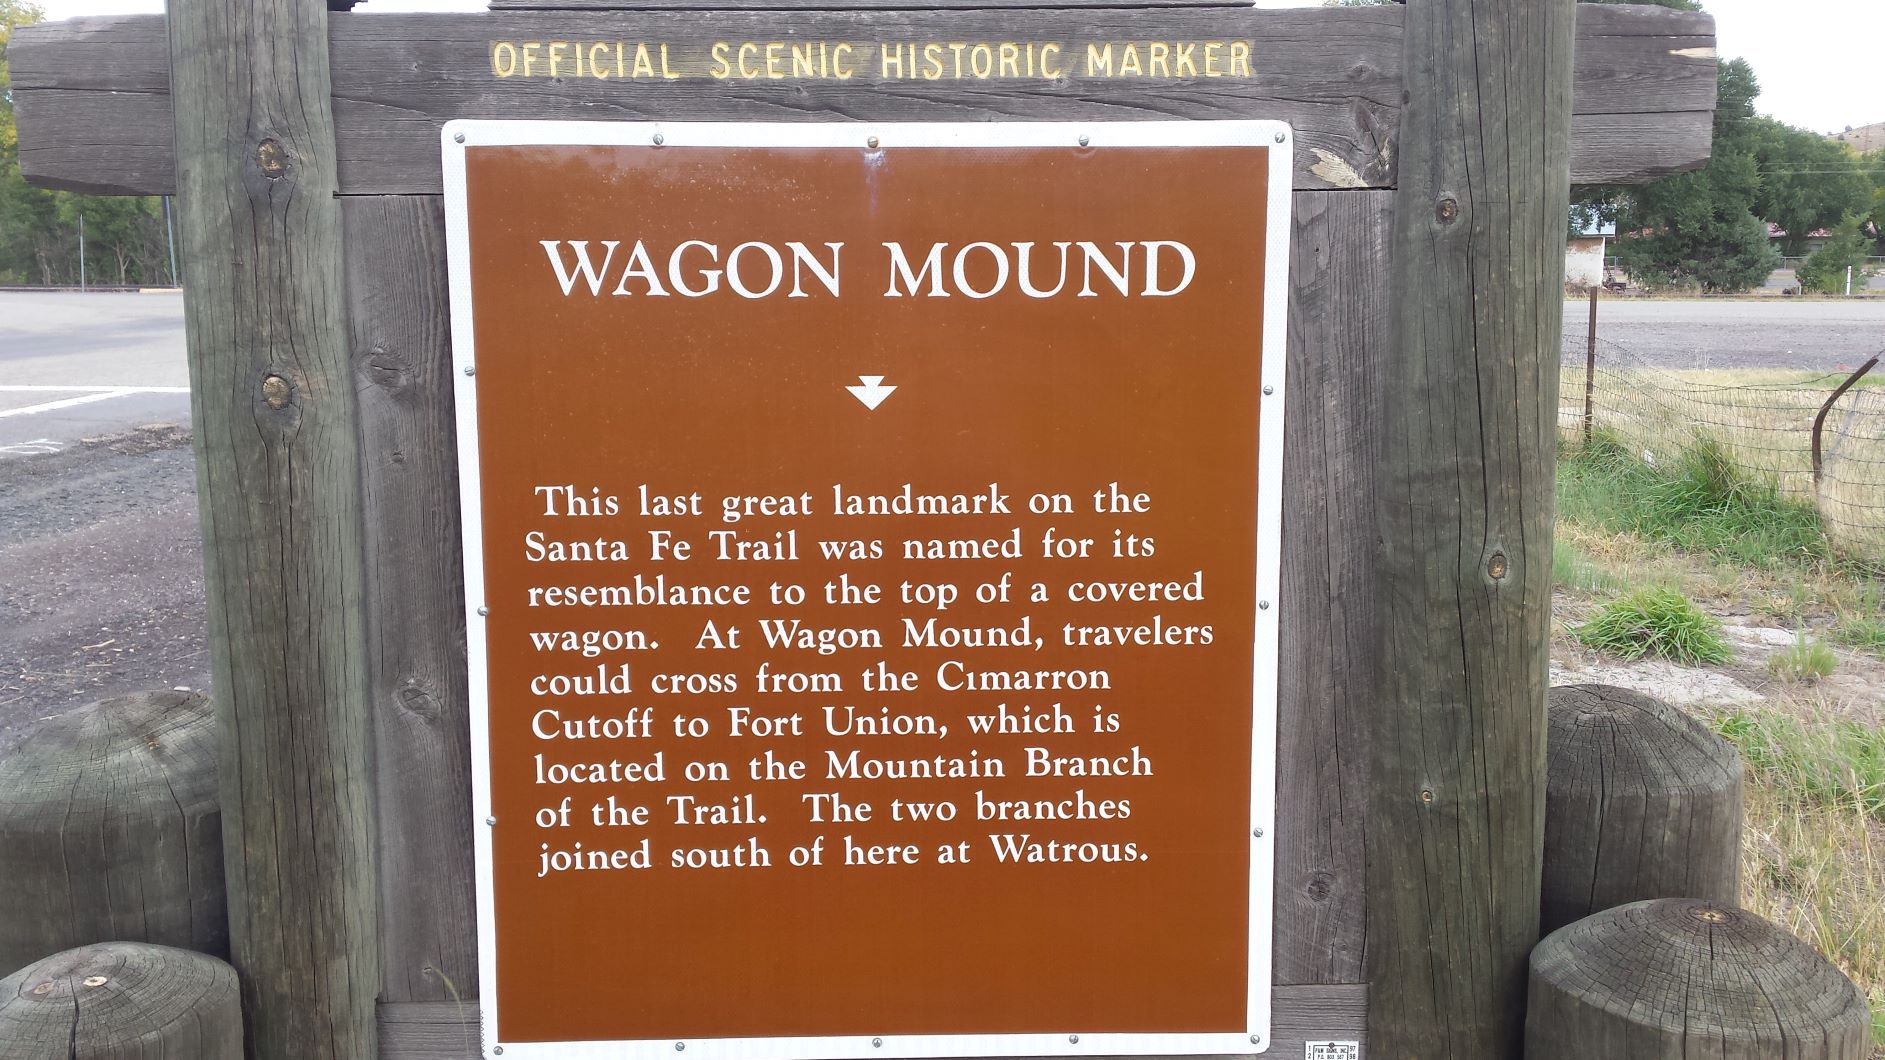 OFFICIAL SCENIC HISTORIC MARKER
WAGON MOUND
This last great landmark on the
Santa Fe Trail was named for its
resemblance to the top of a covered
wagon. At Wagon Mound, travelers
could cross from the Cimarron
Cutoff to Fort Union, which is
located on the Mountain Branch
of the Trail. The two branches
joined south of here at Watrous.